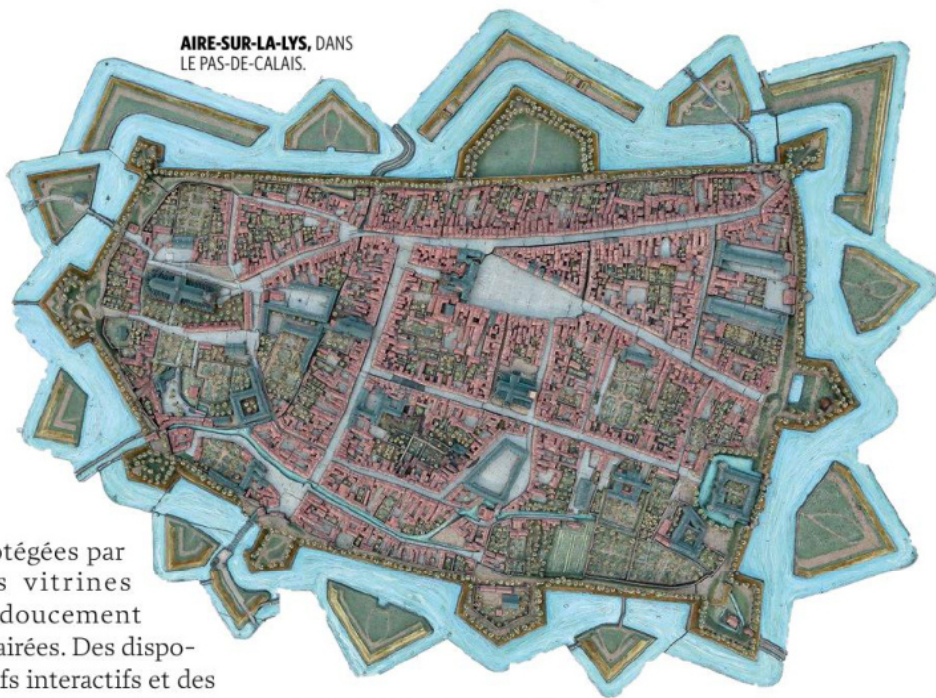 AIRE-SUR-LA-LYS, DANS
LE PAS-DE-CALAIS.
otégées par
s vitrines
doucement
airées. Des dispo-
fs interactifs et des